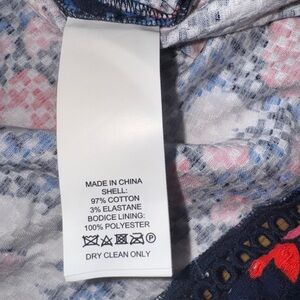 MADE IN CHINA
SHELL:
97% COTTON
3% ELASTANE
BODICE LINING:
100% POLYESTER
DRY CLEAN ONLY